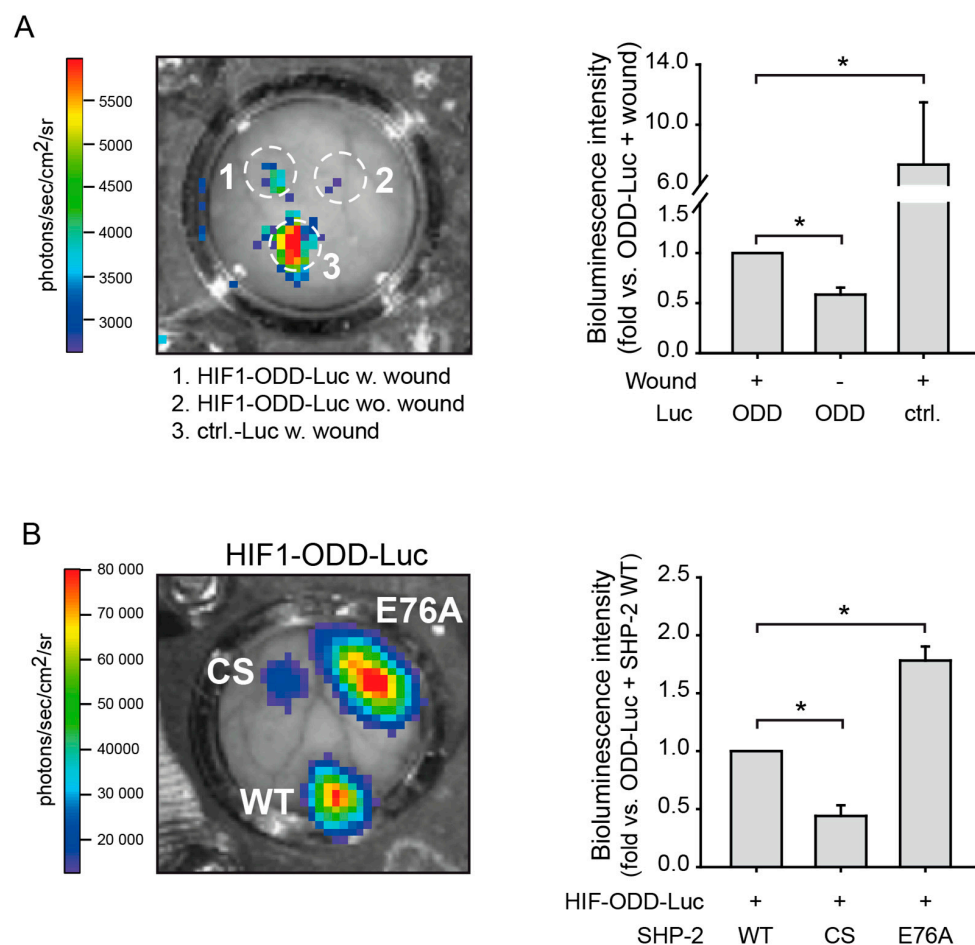 A
photons/sec/cm2/sr
5500
5000
4500
4000
3500
3000
1
2
3
1. HIF1-ODD-Luc w. wound
2. HIF1-ODD-Luc wo. wound
3. ctrl.-Luc w. wound
Bioluminescence intensity
(fold vs. ODD-Luc + wound)
14.0
10.0
6.0
1.5
1.0
0.5
0.0
*
*
Wound + - +
Luc ODD ODD ctrl.
B
HIF1-ODD-Luc
photons/sec/cm2/sr
80 000
70 000
60 000
50 000
40000
30 000
20 000
E76A
CS
WT
Bioluminescence intensity
(fold vs. ODD-Luc + SHP-2 WT)
2.5
2.0
1.5
1.0
0.5
0.0
*
*
HIF-ODD-Luc + + +
SHP-2 WT CS E76A